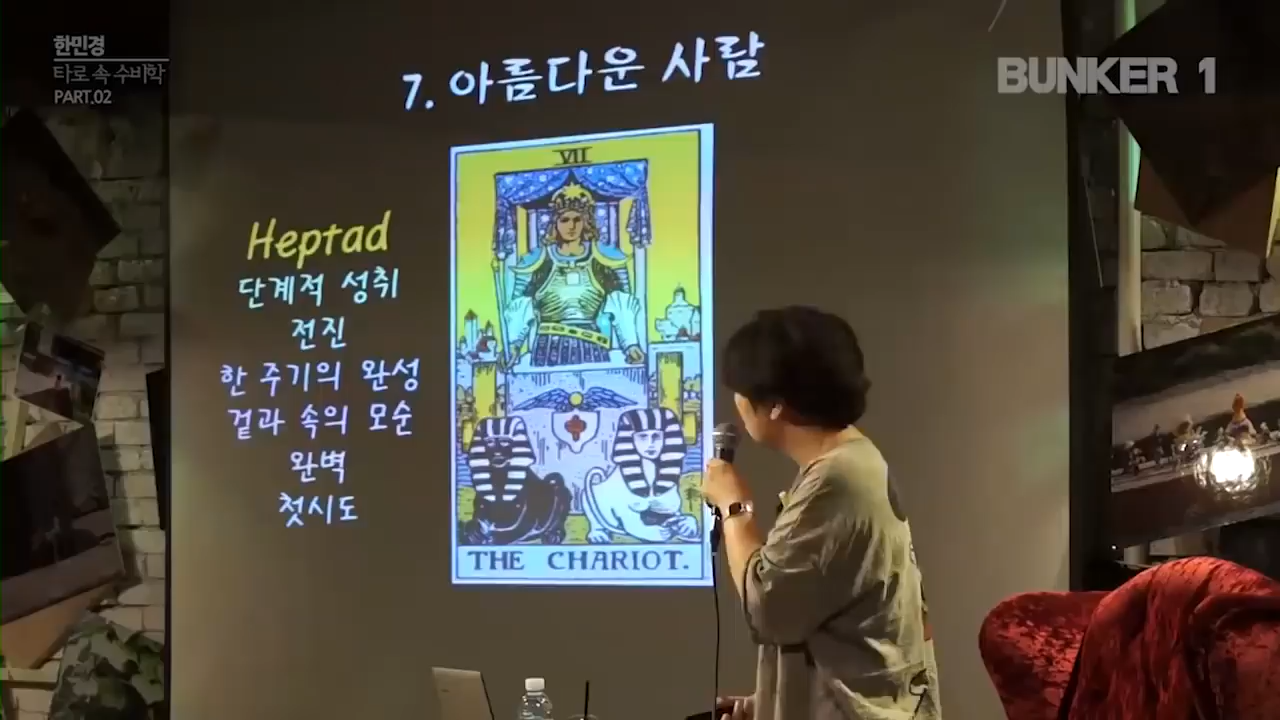 한민경
타로 속 수비학
PART.02
BUNKER 1
7. 아름다운 사람
Heptad
단계적 성취
전진
한 주기의 완성
겉과 속의 모순
완벽
첫시도
VII
THE CHARIOT.